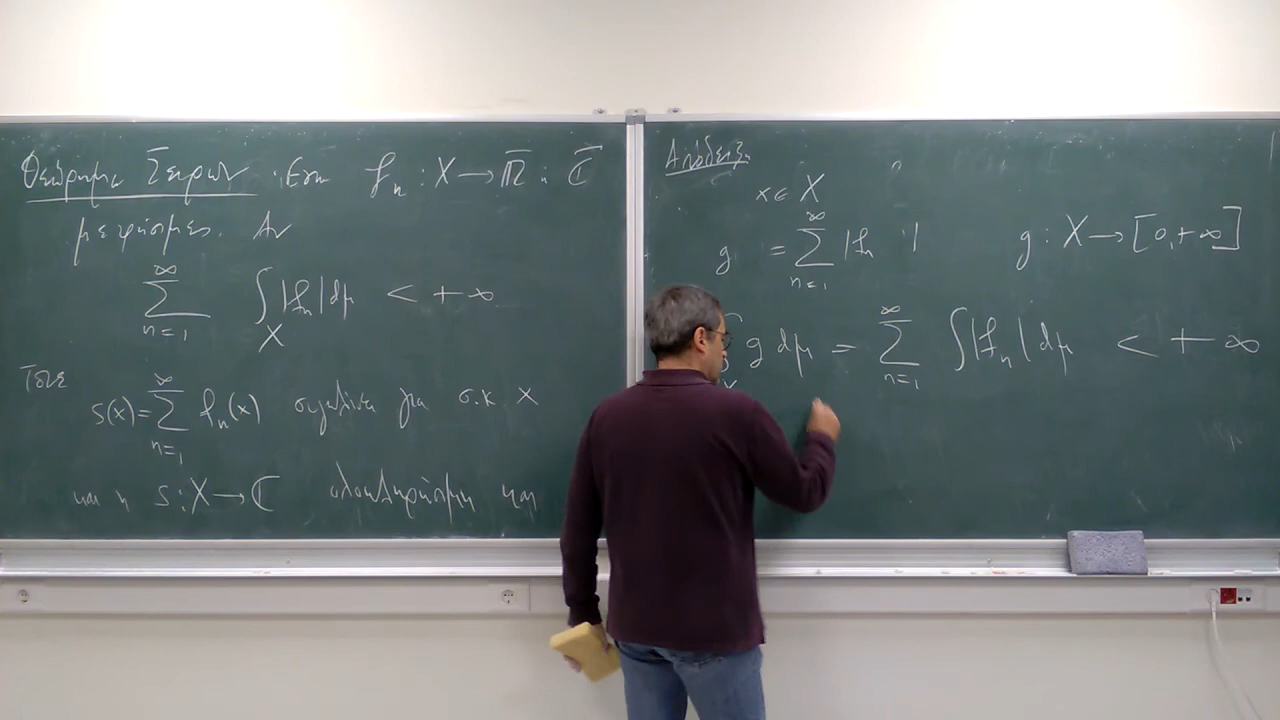 Θεώρημα Σειρών : Έστω fₙ : X → ℝ̅ ή ℂ
μετρήσιμες. Αν
∑_{n=1}^{∞} ∫_X |fₙ| dμ < +∞
Τότε
s(x) = ∑_{n=1}^{∞} fₙ(x) συγκλίνει για σ.κ. x
και η s : X → ℂ ολοκληρώσιμη και
Απόδειξη
x ∈ X
g = ∑_{n=1}^{∞} |fₙ| g : X → [0, +∞]
∫_X g dμ = ∑_{n=1}^{∞} ∫ |fₙ| dμ < +∞